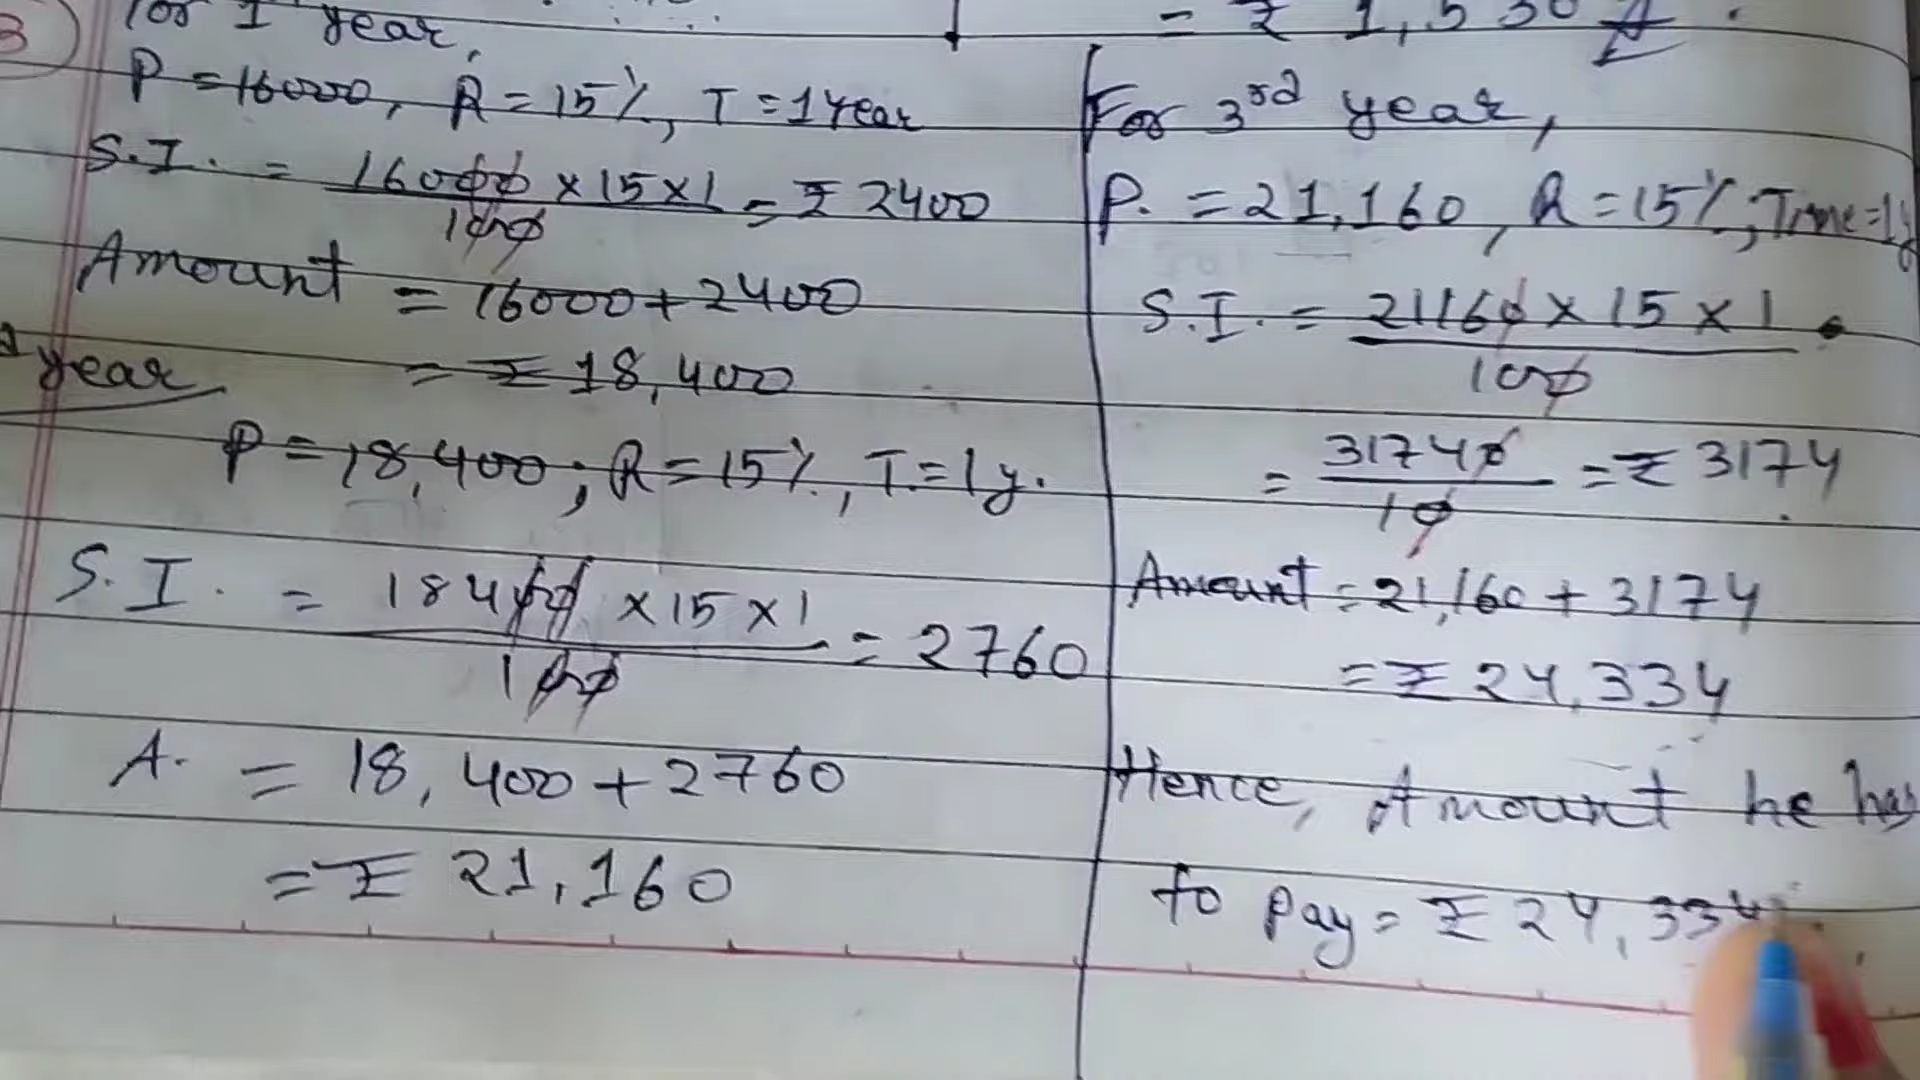 3
for I year,
P = 16000, R = 15%, T = 1 Year
S.I. = 16000 × 15 × 1 / 100 = ₹ 2400
Amount = 16000 + 2400
= ₹ 18,400
year
P = 18,400; R = 15%, T. = 1y.
S.I. = 18400 × 15 × 1 / 100 = 2760
A. = 18,400 + 2760
= ₹ 21,160
= ₹ 1,530
For 3rd year,
P. = 21,160, R = 15%, Time = 1y
S.I. = 21160 × 15 × 1 / 100
= 31740 / 10 = ₹ 3174
Amount = 21,160 + 3174
= ₹ 24,334
Hence, Amount he has
to pay = ₹ 24,334